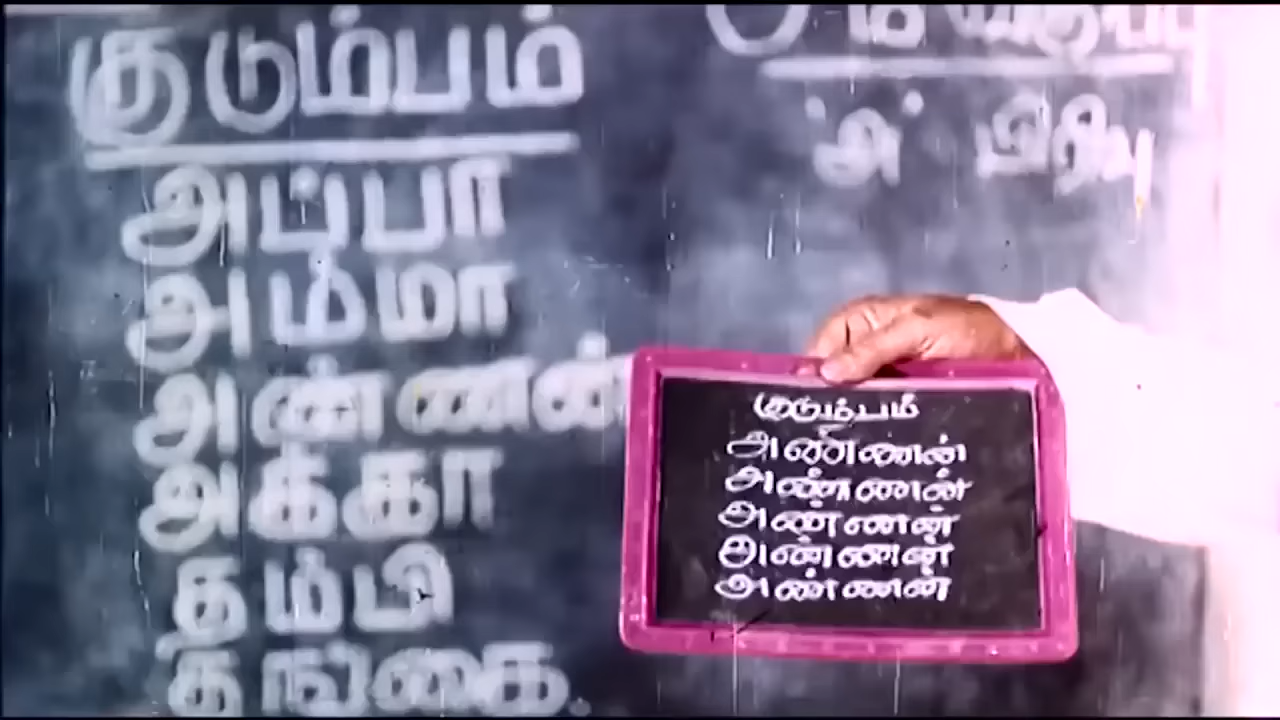 குடும்பம்
அப்பா
அம்மா
அண்ணன்
அக்கா
தம்பி
தங்கை.
'அ' பிரிவு
குடும்பம்
அண்ணன்
அண்ணன்
அண்ணன்
அண்ணன்
அண்ணன்